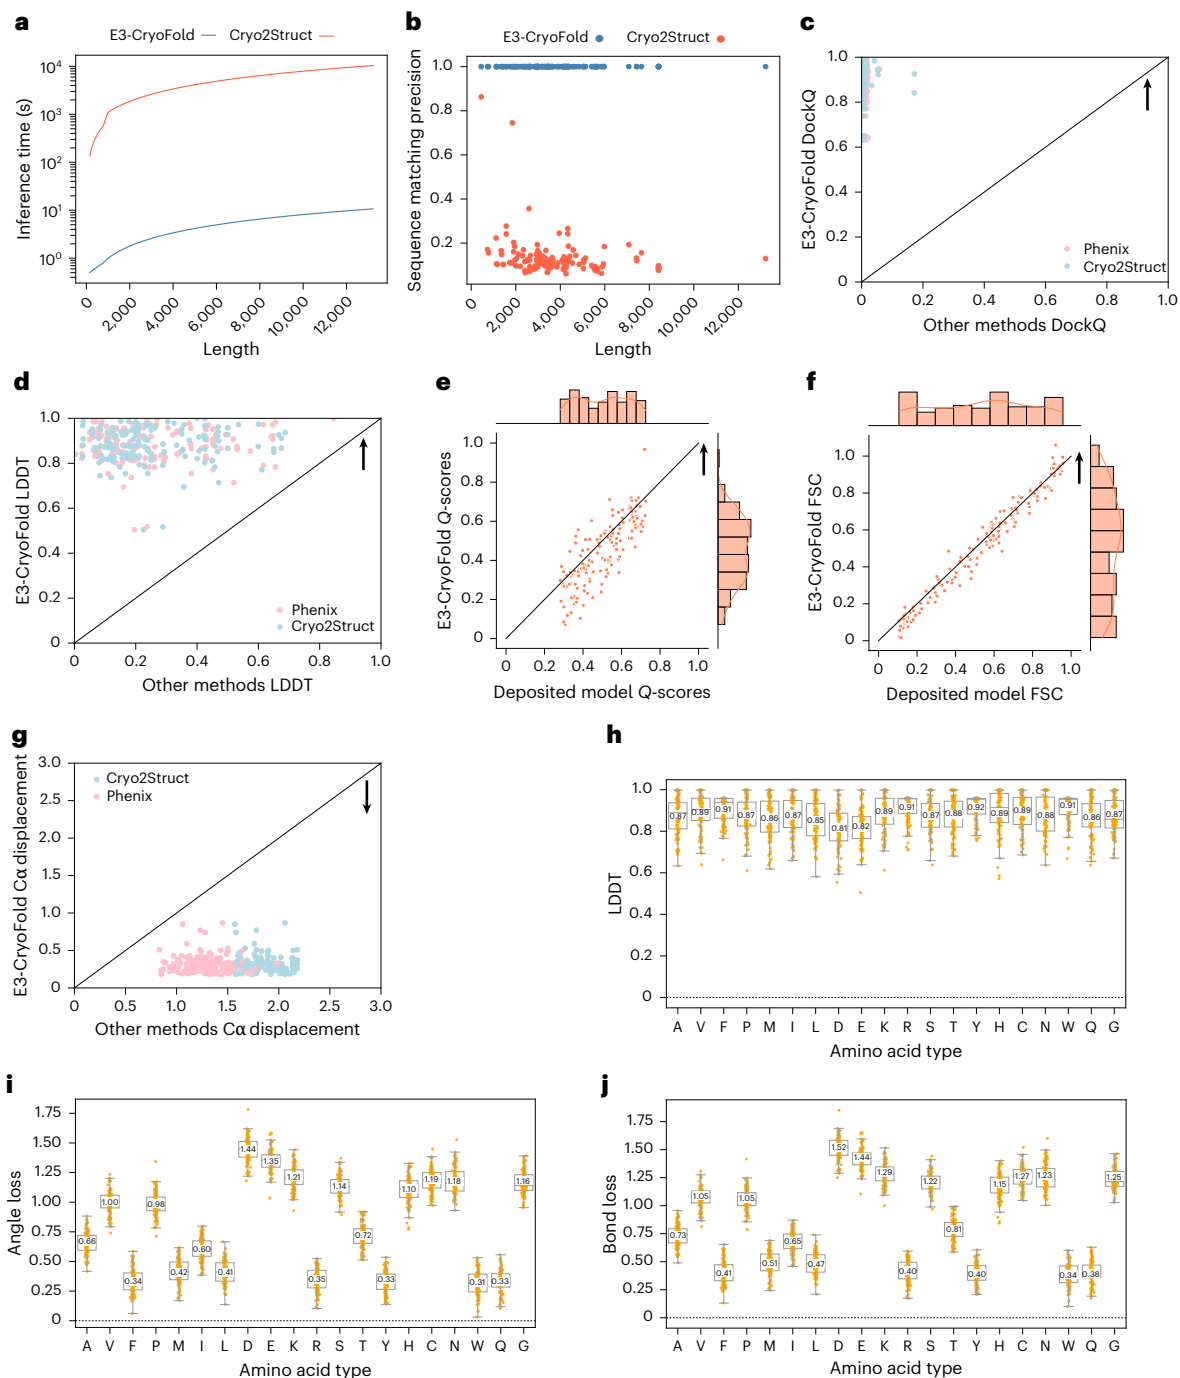 a
E3-CryoFold
Cryo2Struct
Inference time (s)
10⁴
10³
10²
10¹
10⁰
0
2,000
4,000
6,000
8,000
10,000
12,000
Length
b
E3-CryoFold
Cryo2Struct
Sequence matching precision
1.0
0.8
0.6
0.4
0.2
0
2,000
4,000
6,000
8,000
10,000
12,000
Length
c
E3-CryoFold DockQ
1.0
0.8
0.6
0.4
0.2
0
Phenix
Cryo2Struct
0
0.2
0.4
0.6
0.8
1.0
Other methods DockQ
d
E3-CryoFold LDDT
1.0
0.8
0.6
0.4
0.2
0
Phenix
Cryo2Struct
0
0.2
0.4
0.6
0.8
1.0
Other methods LDDT
e
E3-CryoFold Q-scores
1.0
0.8
0.6
0.4
0.2
0
0
0.2
0.4
0.6
0.8
1.0
Deposited model Q-scores
f
E3-CryoFold FSC
1.0
0.8
0.6
0.4
0.2
0
0
0.2
0.4
0.6
0.8
1.0
Deposited model FSC
g
E3-CryoFold Cα displacement
3.0
2.5
2.0
1.5
1.0
0.5
0
Cryo2Struct
Phenix
0
0.5
1.0
1.5
2.0
2.5
3.0
Other methods Cα displacement
h
LDDT
1.0
0.8
0.6
0.4
0.2
0
0.87 0.89 0.91 0.87 0.86 0.87 0.85 0.81 0.82 0.89 0.91 0.87 0.88 0.92 0.89 0.89 0.88 0.91 0.86 0.87
A V F P M I L D E K R S T Y H C N W Q G
Amino acid type
i
Angle loss
1.75
1.50
1.25
1.00
0.75
0.50
0.25
0
0.66 1.00 0.34 0.98 0.42 0.60 0.41 1.44 1.35 1.21 0.35 1.14 0.72 0.33 1.10 1.19 1.18 0.31 0.33 1.16
A V F P M I L D E K R S T Y H C N W Q G
Amino acid type
j
Bond loss
1.75
1.50
1.25
1.00
0.75
0.50
0.25
0
0.73 1.05 0.41 1.05 0.51 0.65 0.47 1.52 1.44 1.29 0.40 1.22 0.81 0.40 1.15 1.27 1.23 0.34 0.38 1.25
A V F P M I L D E K R S T Y H C N W Q G
Amino acid type